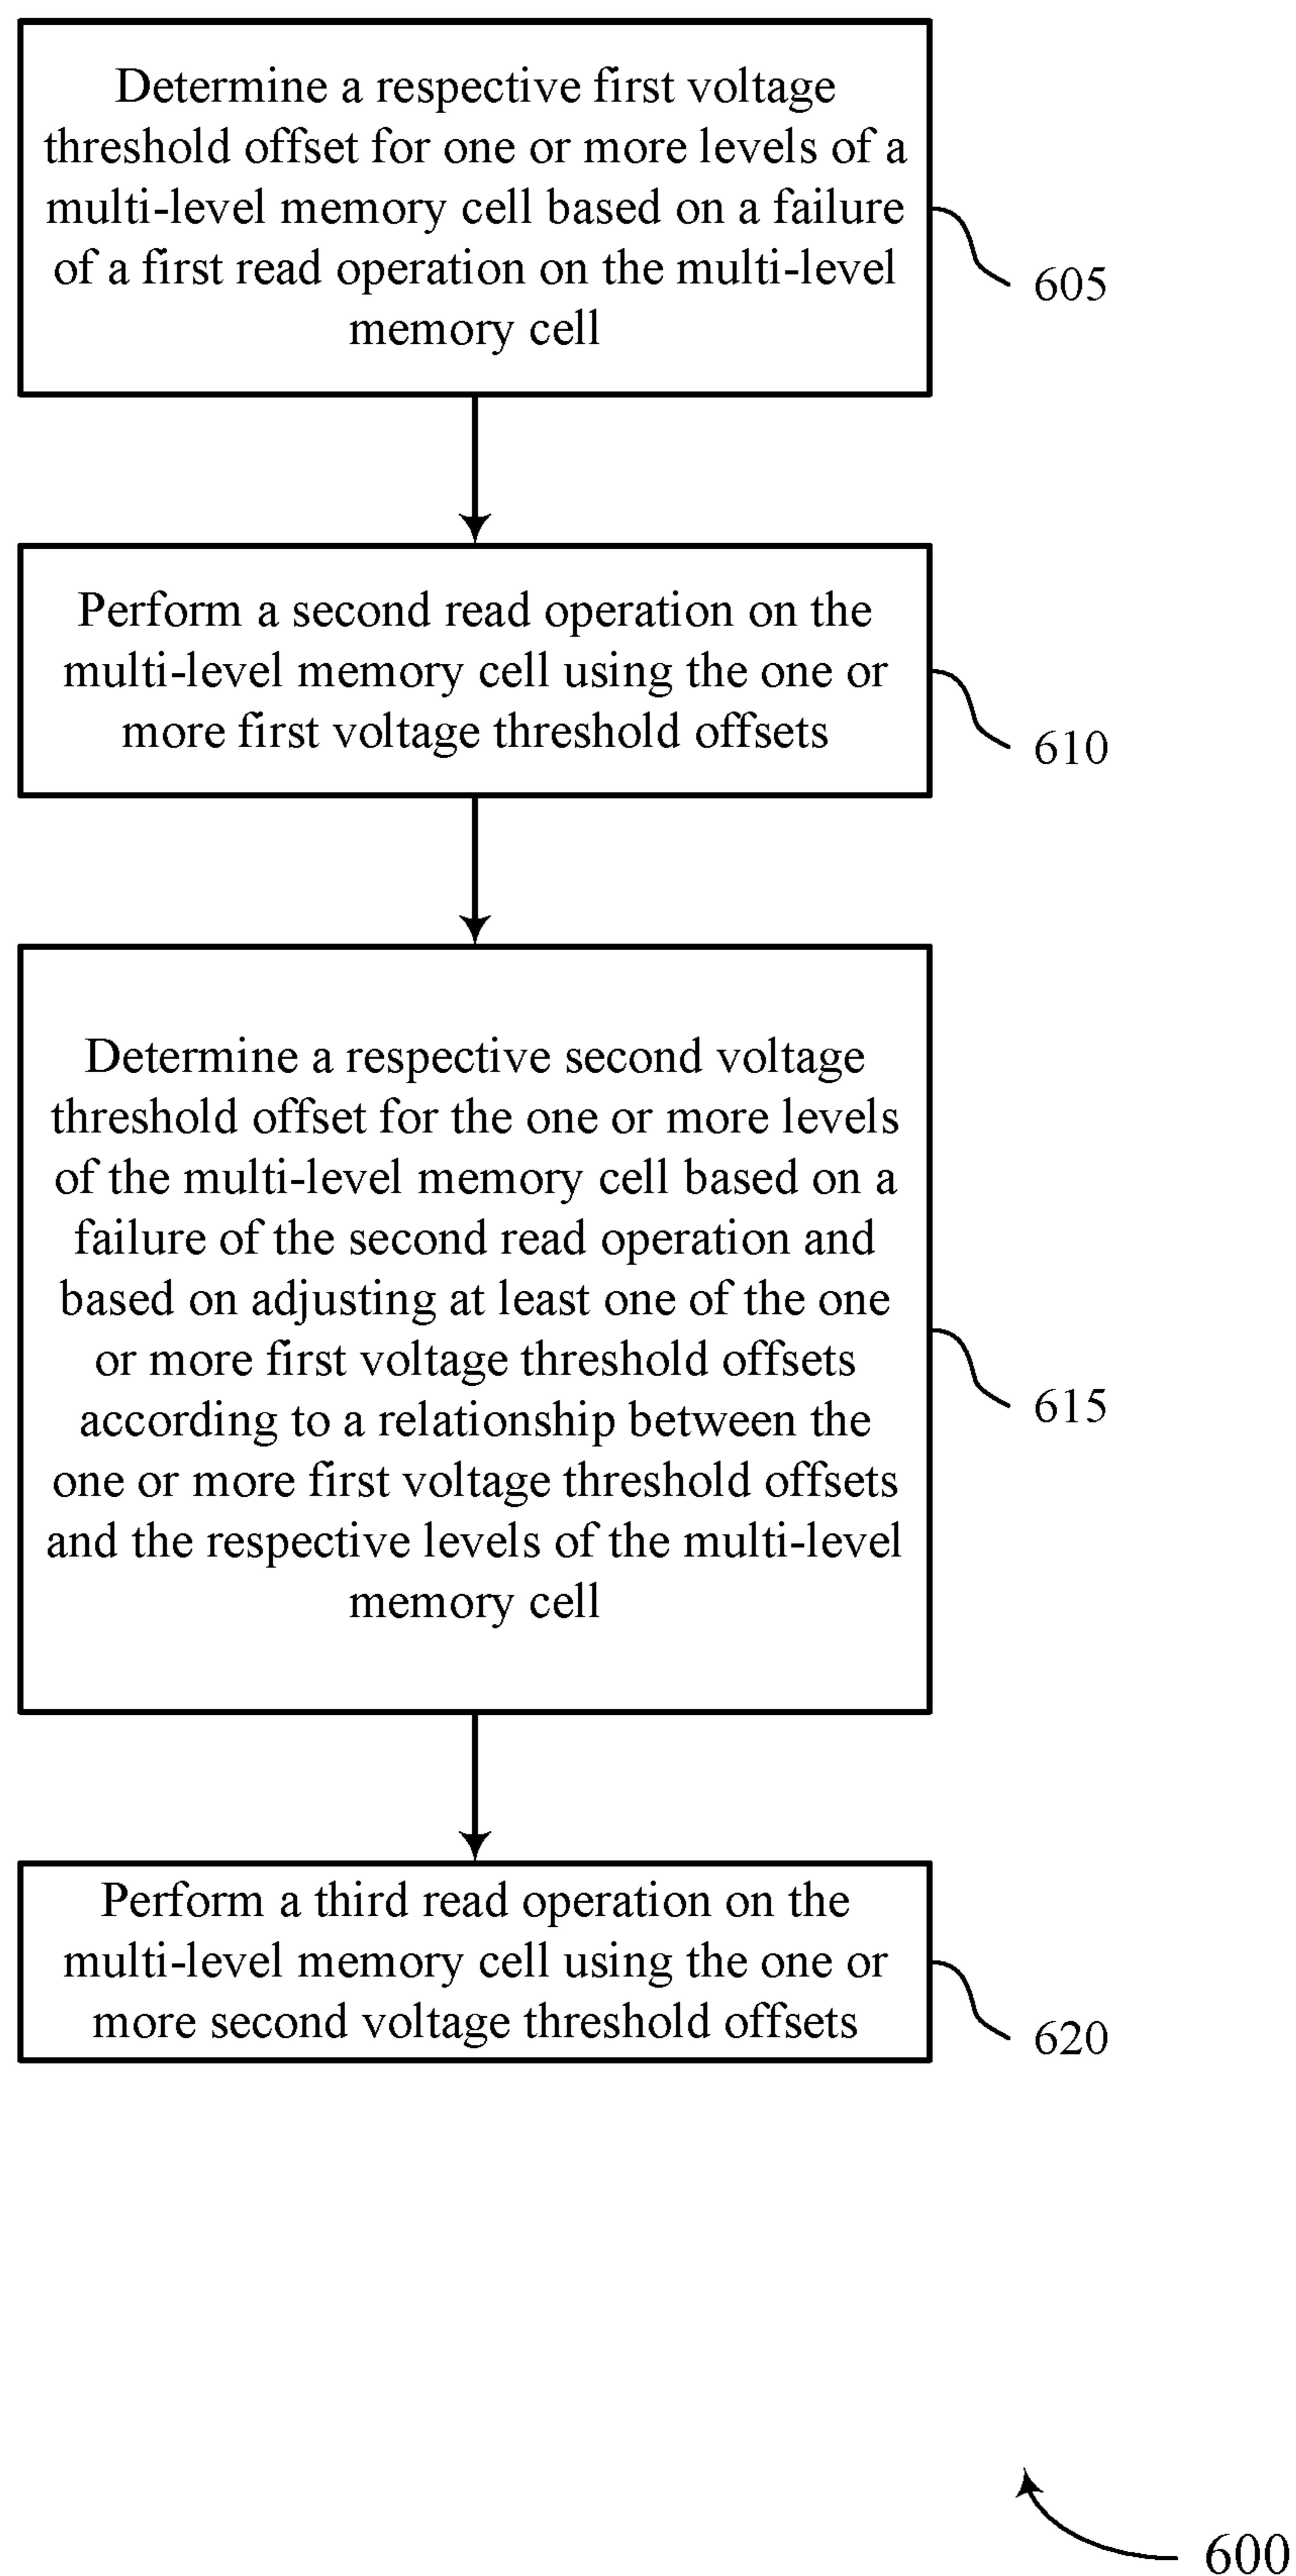 Determine a respective first voltage
threshold offset for one or more levels of a
multi-level memory cell based on a failure
of a first read operation on the multi-level
memory cell
605
Perform a second read operation on the
multi-level memory cell using the one or
more first voltage threshold offsets
610
Determine a respective second voltage
threshold offset for the one or more levels
of the multi-level memory cell based on a
failure of the second read operation and
based on adjusting at least one of the one
or more first voltage threshold offsets
according to a relationship between the
one or more first voltage threshold offsets
and the respective levels of the multi-level
memory cell
615
Perform a third read operation on the
multi-level memory cell using the one or
more second voltage threshold offsets
620
600